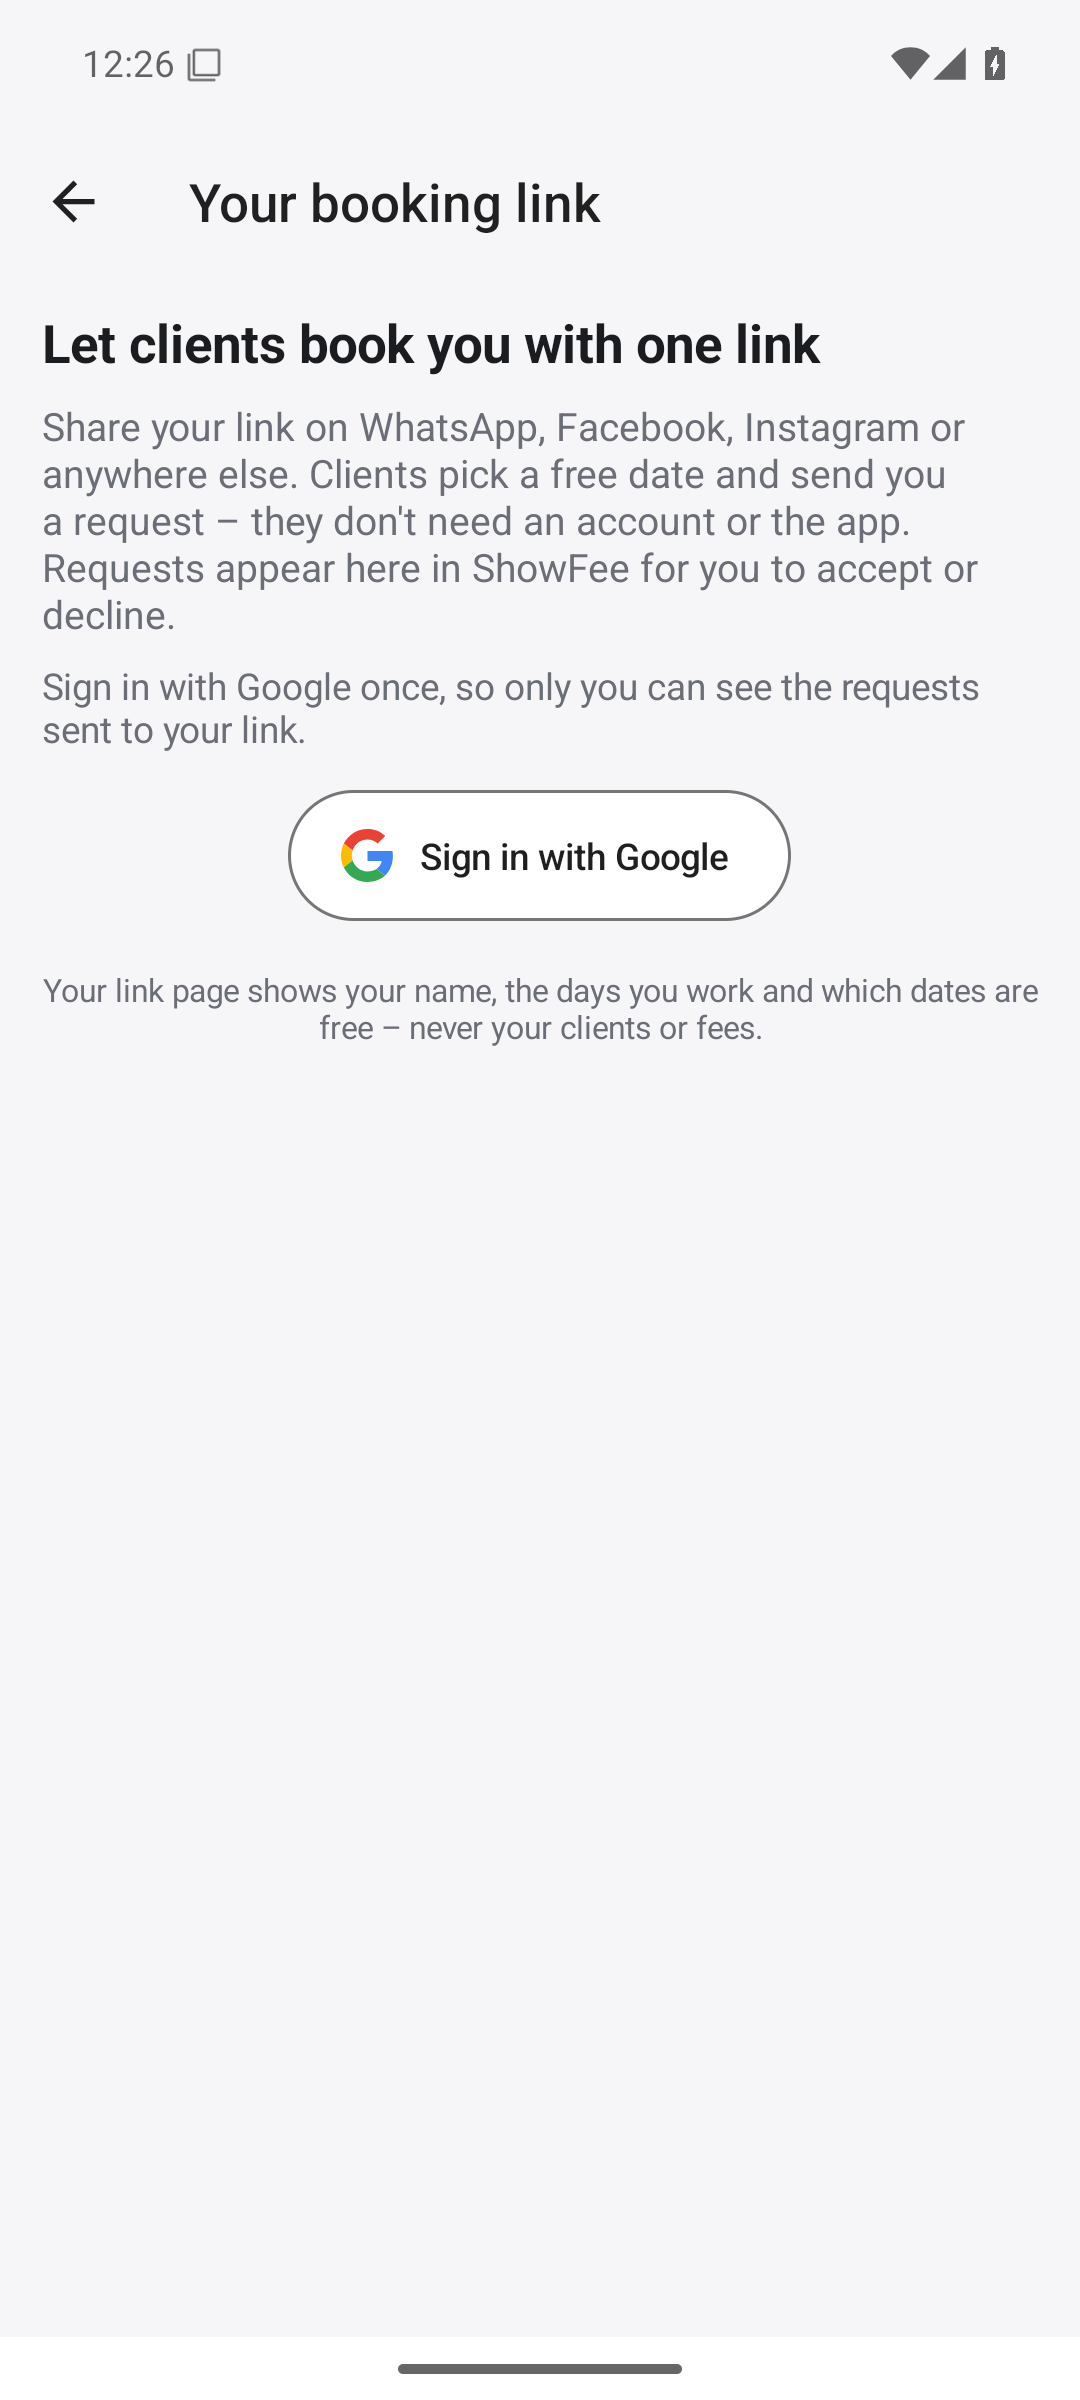 12:26
Your booking link
Let clients book you with one link
Share your link on WhatsApp, Facebook, Instagram or
anywhere else. Clients pick a free date and send you
a request – they don't need an account or the app.
Requests appear here in ShowFee for you to accept or
decline.
Sign in with Google once, so only you can see the requests
sent to your link.
Sign in with Google
Your link page shows your name, the days you work and which dates are
free – never your clients or fees.